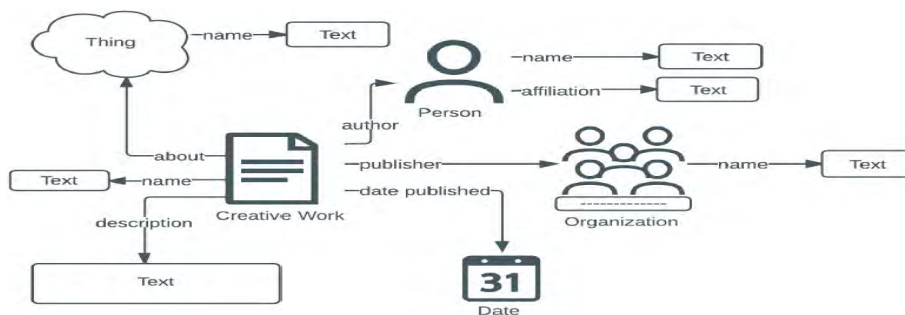 Thing
name
Text
name
Text
affiliation
Text
Person
author
about
publisher
name
Text
Text
name
date published
Creative Work
Organization
description
Text
31
Date